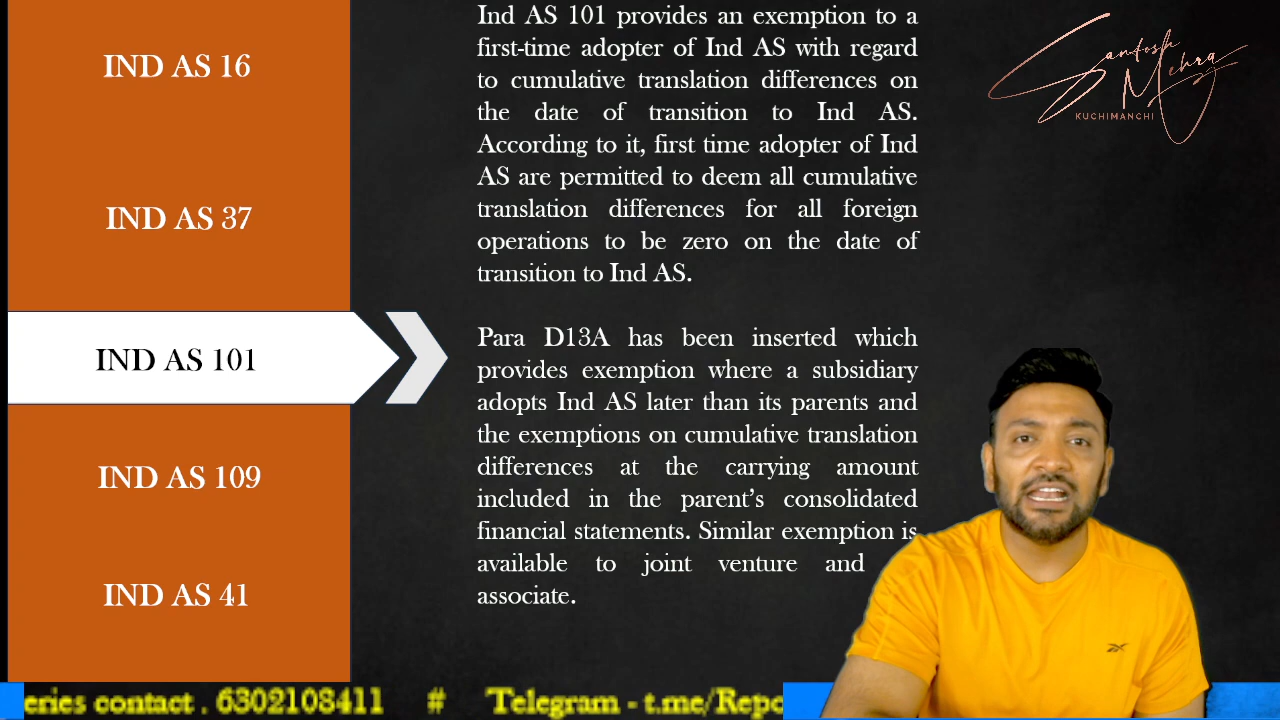 IND AS 16
IND AS 37
IND AS 101
IND AS 109
IND AS 41
Ind AS 101 provides an exemption to a
first-time adopter of Ind AS with regard
to cumulative translation differences on
the date of transition to Ind AS.
According to it, first time adopter of Ind
AS are permitted to deem all cumulative
translation differences for all foreign
operations to be zero on the date of
transition to Ind AS.
Para D13A has been inserted which
provides exemption where a subsidiary
adopts Ind AS later than its parents and
the exemptions on cumulative translation
differences at the carrying amount
included in the parent's consolidated
financial statements. Similar exemption is
available to joint venture and
associate.
Santosh
Mehra
KUCHIMANCHI
eries contact . 6302108411 # Telegram - t.me/Repo